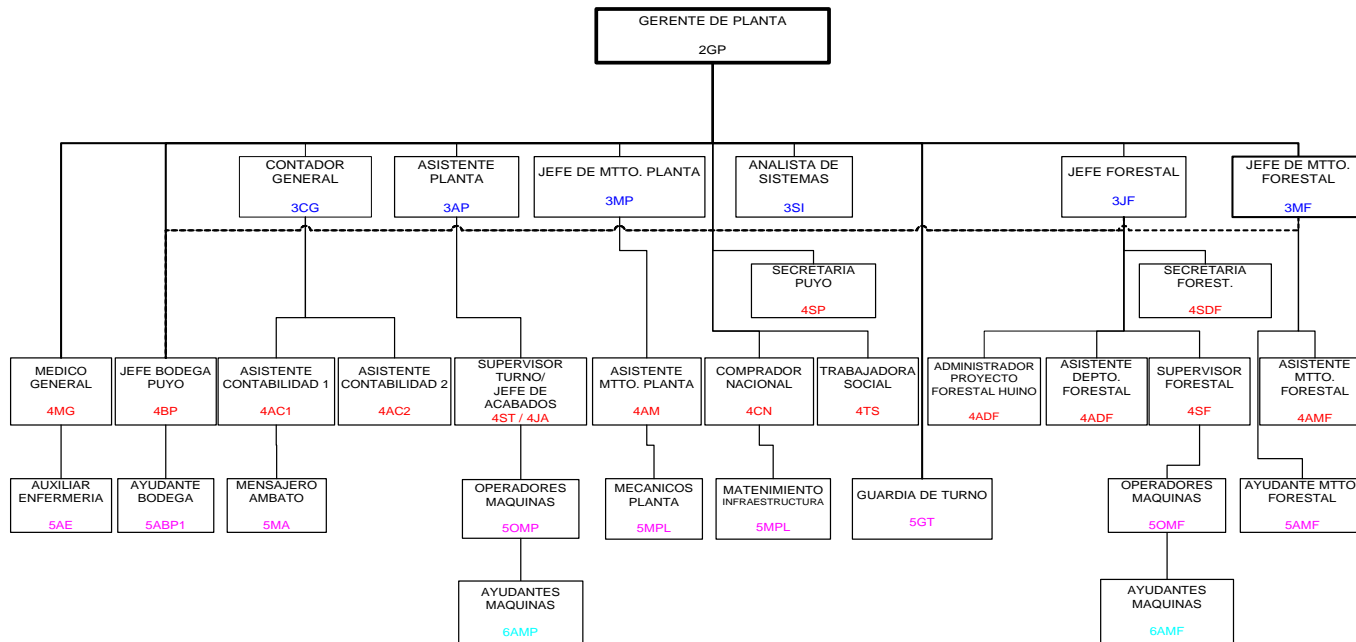 GERENTE DE PLANTA
2GP
CONTADOR
GENERAL
3CG
ASISTENTE
PLANTA
3AP
JEFE DE MTTO. PLANTA
3MP
ANALISTA DE
SISTEMAS
3SI
JEFE FORESTAL
3JF
JEFE DE MTTO.
FORESTAL
3MF
SECRETARIA
PUYO
4SP
SECRETARIA
FOREST.
4SDF
MEDICO
GENERAL
4MG
JEFE BODEGA
PUYO
4BP
ASISTENTE
CONTABILIDAD 1
4AC1
ASISTENTE
CONTABILIDAD 2
4AC2
SUPERVISOR
TURNO/
JEFE DE
ACABADOS
4ST / 4JA
ASISTENTE
MTTO. PLANTA
4AM
COMPRADOR
NACIONAL
4CN
TRABAJADORA
SOCIAL
4TS
ADMINISTRADOR
PROYECTO
FORESTAL HUINO
4ADF
ASISTENTE
DEPTO.
FORESTAL
4ADF
SUPERVISOR
FORESTAL
4SF
ASISTENTE
MTTO.
FORESTAL
4AMF
AUXILIAR
ENFERMERIA
5AE
AYUDANTE
BODEGA
5ABP1
MENSAJERO
AMBATO
5MA
OPERADORES
MAQUINAS
5OMP
MECANICOS
PLANTA
5MPL
MATENIMIENTO
INFRAESTRUCTURA
5MPL
GUARDIA DE TURNO
5GT
OPERADORES
MAQUINAS
5OMF
AYUDANTE MTTO.
FORESTAL
5AMF
AYUDANTES
MAQUINAS
6AMP
AYUDANTES
MAQUINAS
6AMF